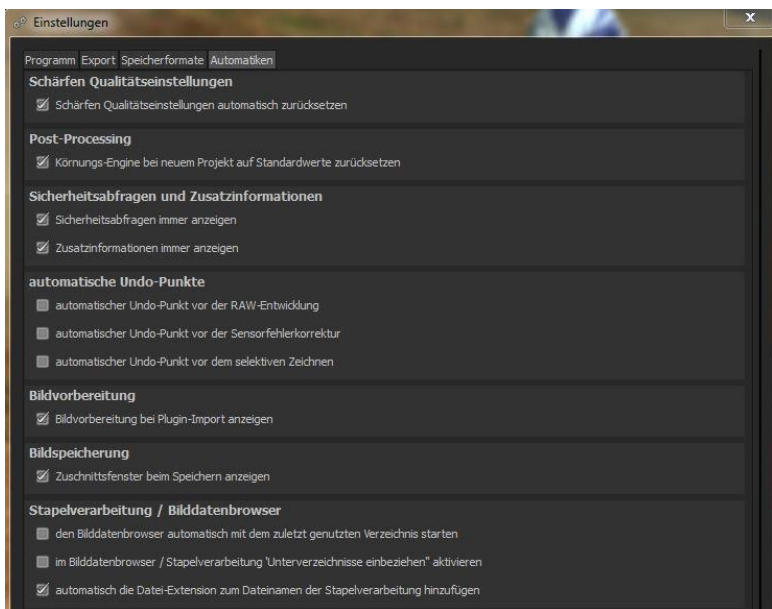 Einstellungen
x
Programm Export Speicherformate Automatiken
Schärfen Qualitätseinstellungen
Schärfen Qualitätseinstellungen automatisch zurücksetzen
Post-Processing
Körnungs-Engine bei neuem Projekt auf Standardwerte zurücksetzen
Sicherheitsabfragen und Zusatzinformationen
Sicherheitsabfragen immer anzeigen
Zusatzinformationen immer anzeigen
automatische Undo-Punkte
automatischer Undo-Punkt vor der RAW-Entwicklung
automatischer Undo-Punkt vor der Sensorfehlerkorrektur
automatischer Undo-Punkt vor dem selektiven Zeichnen
Bildvorbereitung
Bildvorbereitung bei Plugin-Import anzeigen
Bildspeicherung
Zuschnittsfenster beim Speichern anzeigen
Stapelverarbeitung / Bilddatenbrowser
den Bilddatenbrowser automatisch mit dem zuletzt genutzten Verzeichnis starten
im Bilddatenbrowser / Stapelverarbeitung 'Unterverzeichnisse einbeziehen" aktivieren
automatisch die Datei-Extension zum Dateinamen der Stapelverarbeitung hinzufügen